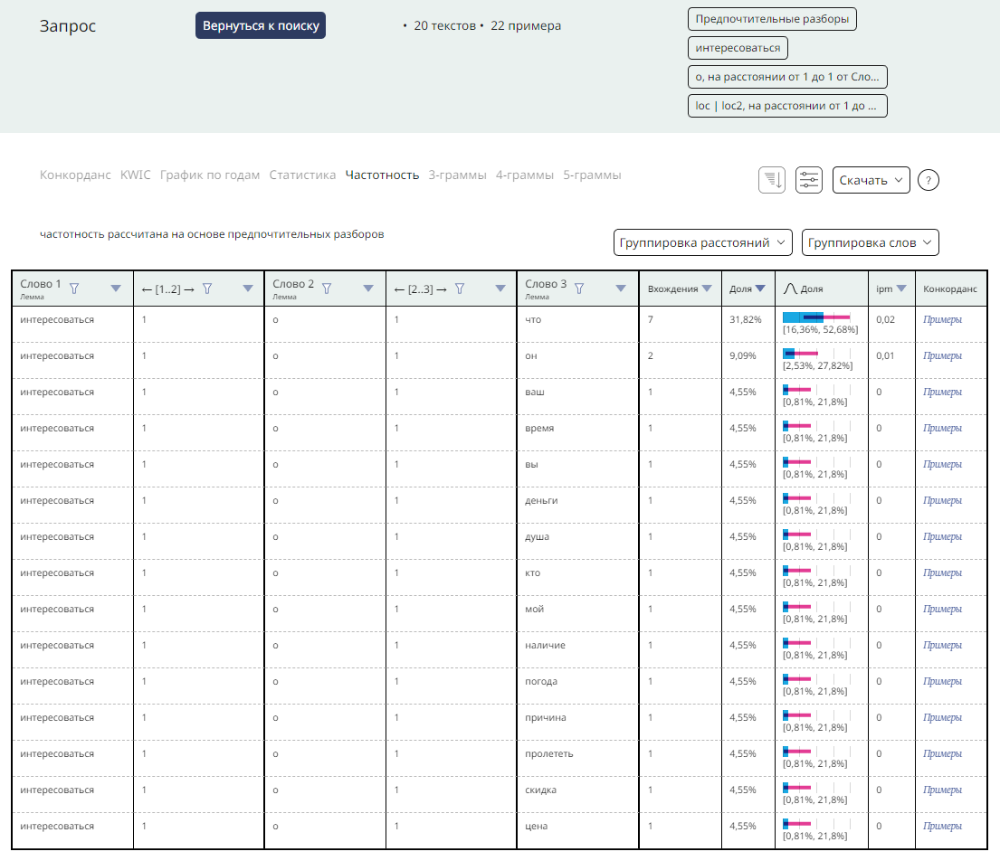 Запрос
Вернуться к поиску
• 20 текстов • 22 примера
Предпочтительные разборы
интересоваться
о, на расстоянии от 1 до 1 от Сло...
loc | loc2, на расстоянии от 1 до ...
Конкорданс KWIC График по годам Статистика Частотность 3-граммы 4-граммы 5-граммы
Скачать ?
частотность рассчитана на основе предпочтительных разборов
Группировка расстояний Группировка слов
Слово 1 Лемма ← [1..2] → Слово 2 Лемма ← [2..3] → Слово 3 Лемма Вхождения Доля Доля ipm Конкорданс
интересоваться 1 о 1 что 7 31,82% [16,36%, 52,68%] 0,02 Примеры
интересоваться 1 о 1 он 2 9,09% [2,53%, 27,82%] 0,01 Примеры
интересоваться 1 о 1 ваш 1 4,55% [0,81%, 21,8%] 0 Примеры
интересоваться 1 о 1 время 1 4,55% [0,81%, 21,8%] 0 Примеры
интересоваться 1 о 1 вы 1 4,55% [0,81%, 21,8%] 0 Примеры
интересоваться 1 о 1 деньги 1 4,55% [0,81%, 21,8%] 0 Примеры
интересоваться 1 о 1 душа 1 4,55% [0,81%, 21,8%] 0 Примеры
интересоваться 1 о 1 кто 1 4,55% [0,81%, 21,8%] 0 Примеры
интересоваться 1 о 1 мой 1 4,55% [0,81%, 21,8%] 0 Примеры
интересоваться 1 о 1 наличие 1 4,55% [0,81%, 21,8%] 0 Примеры
интересоваться 1 о 1 погода 1 4,55% [0,81%, 21,8%] 0 Примеры
интересоваться 1 о 1 причина 1 4,55% [0,81%, 21,8%] 0 Примеры
интересоваться 1 о 1 пролететь 1 4,55% [0,81%, 21,8%] 0 Примеры
интересоваться 1 о 1 скидка 1 4,55% [0,81%, 21,8%] 0 Примеры
интересоваться 1 о 1 цена 1 4,55% [0,81%, 21,8%] 0 Примеры